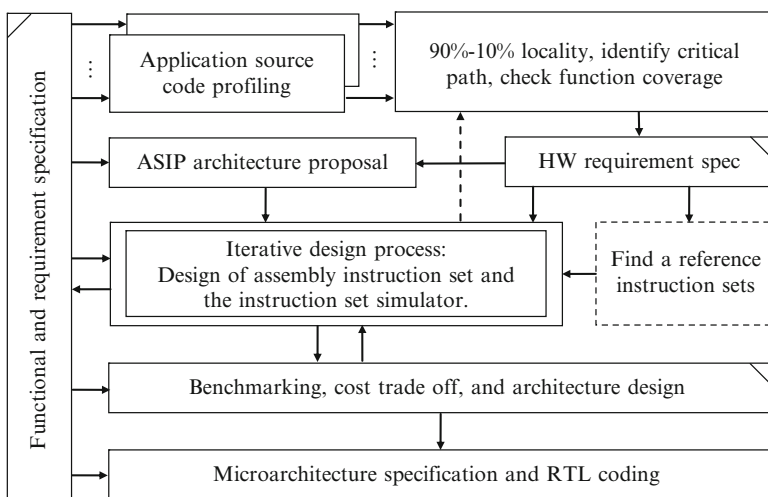 Functional and requirement specification
Application source
code profiling
90%-10% locality, identify critical
path, check function coverage
ASIP architecture proposal
HW requirement spec
Iterative design process:
Design of assembly instruction set and
the instruction set simulator.
Find a reference
instruction sets
Benchmarking, cost trade off, and architecture design
Microarchitecture specification and RTL coding